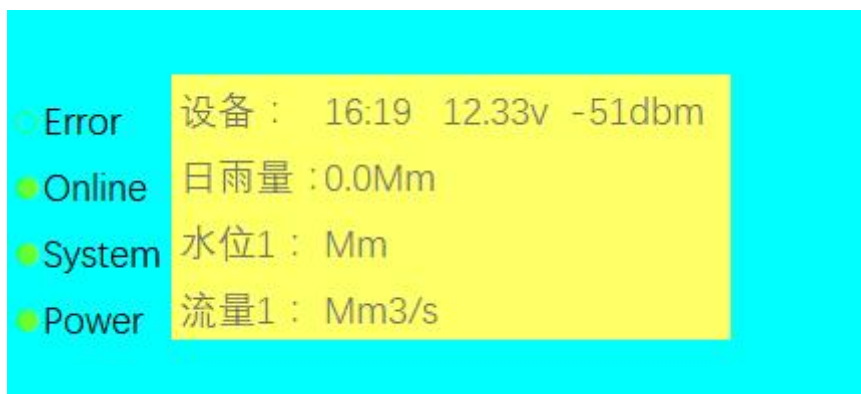 Error
Online
System
Power
设备： 16:19 12.33v -51dbm
日雨量：0.0Mm
水位1： Mm
流量1： Mm3/s